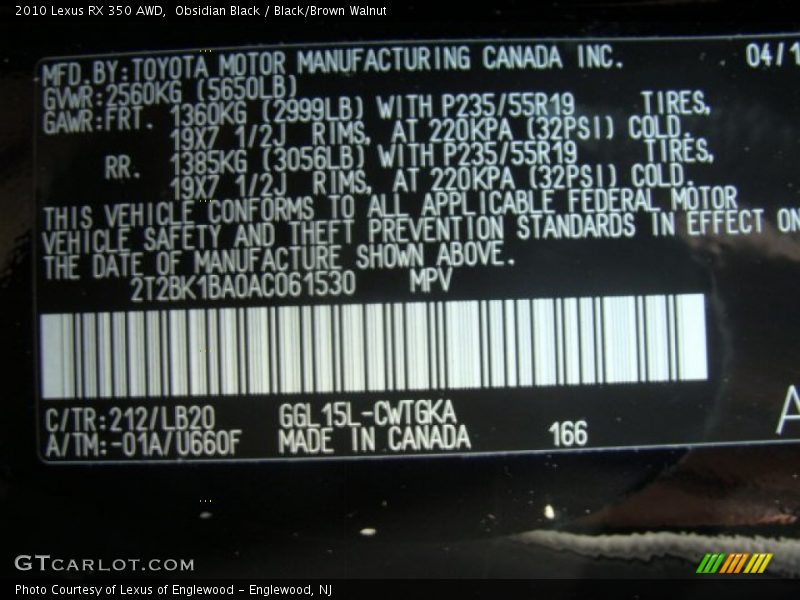 2010 Lexus RX 350 AWD,  Obsidian Black / Black/Brown Walnut
MFD.BY:TOYOTA MOTOR MANUFACTURING CANADA INC. 04/1
GVWR:2560KG (5650LB)
GAWR:FRT. 1360KG (2999LB) WITH P235/55R19 TIRES,
19X7 1/2J RIMS, AT 220KPA (32PSI) COLD.
RR. 1385KG (3056LB) WITH P235/55R19 TIRES,
19X7 1/2J RIMS, AT 220KPA (32PSI) COLD.
THIS VEHICLE CONFORMS TO ALL APPLICABLE FEDERAL MOTOR
VEHICLE SAFETY AND THEFT PREVENTION STANDARDS IN EFFECT ON
THE DATE OF MANUFACTURE SHOWN ABOVE.
2T2BK1BA0AC061530 MPV
C/TR:212/LB20 GGL15L-CWTGKA
A/TM:-01A/U660F MADE IN CANADA 166
A
GTCARLOT.COM
Photo Courtesy of Lexus of Englewood – Englewood, NJ